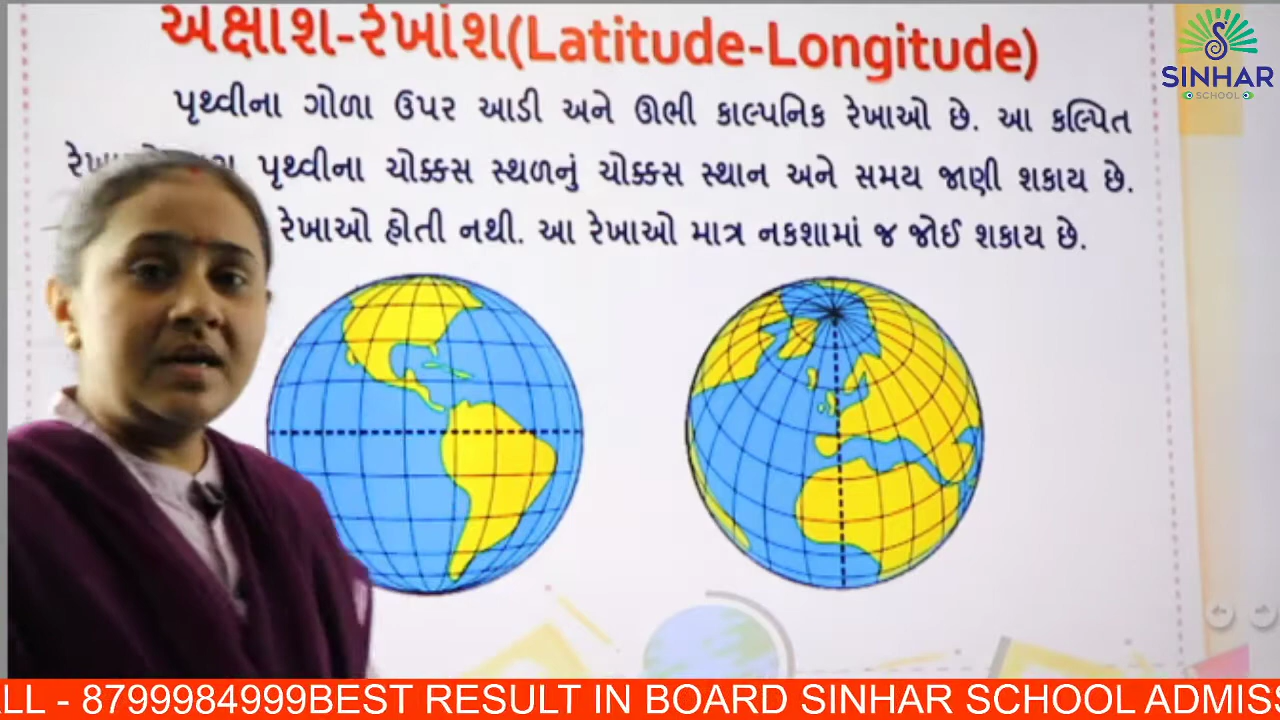 અક્ષાંશ-રેખાંશ(Latitude-Longitude)
SINHAR
SCHOOL
પૃથ્વીના ગોળા ઉપર આડી અને ઊભી કાલ્પનિક રેખાઓ છે. આ કલ્પિત
પૃથ્વીના ચોક્કસ સ્થળનું ચોક્કસ સ્થાન અને સમય જાણી શકાય છે.
રેખાઓ હોતી નથી. આ રેખાઓ માત્ર નકશામાં જ જોઈ શકાય છે.
ALL - 8799984999BEST RESULT IN BOARD SINHAR SCHOOL ADMISS